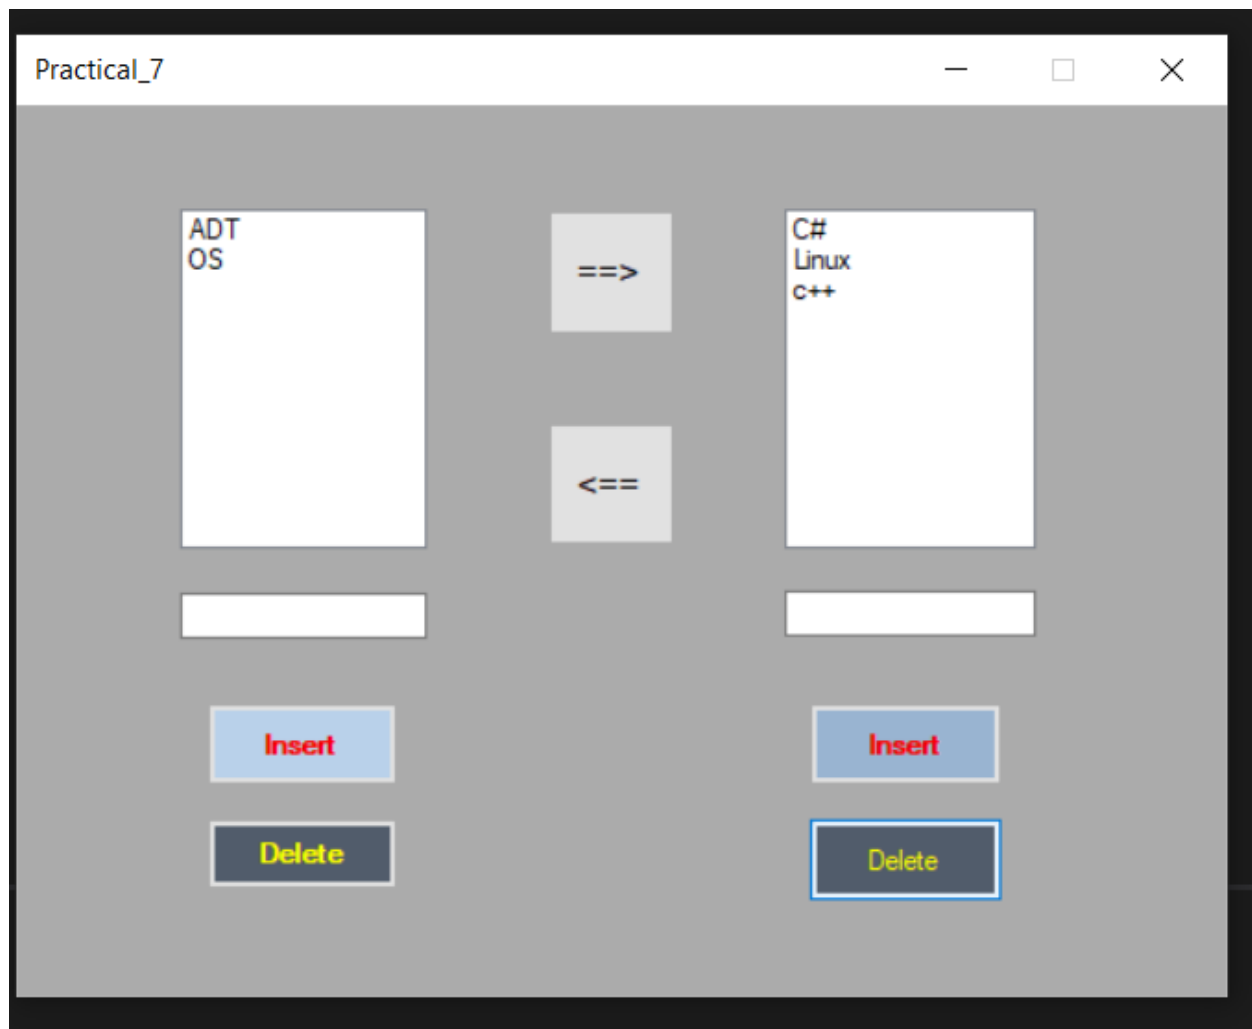 Practical_7
ADT
OS
==>
C#
Linux
c++
<==
Insert
Insert
Delete
Delete